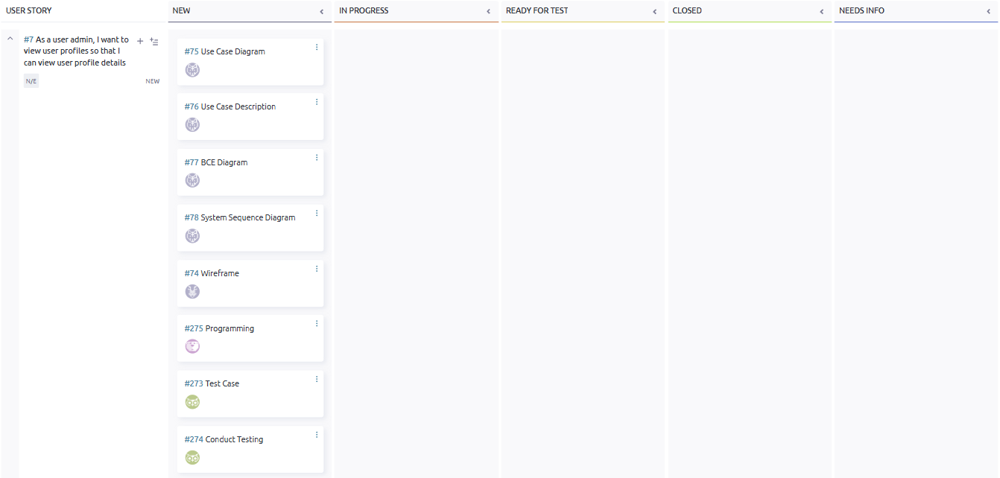 USER STORY
NEW
IN PROGRESS
READY FOR TEST
CLOSED
NEEDS INFO
#7 As a user admin, I want to
view user profiles so that I
can view user profile details
N/E
NEW
#75 Use Case Diagram
#76 Use Case Description
#77 BCE Diagram
#78 System Sequence Diagram
#74 Wireframe
#275 Programming
#273 Test Case
#274 Conduct Testing